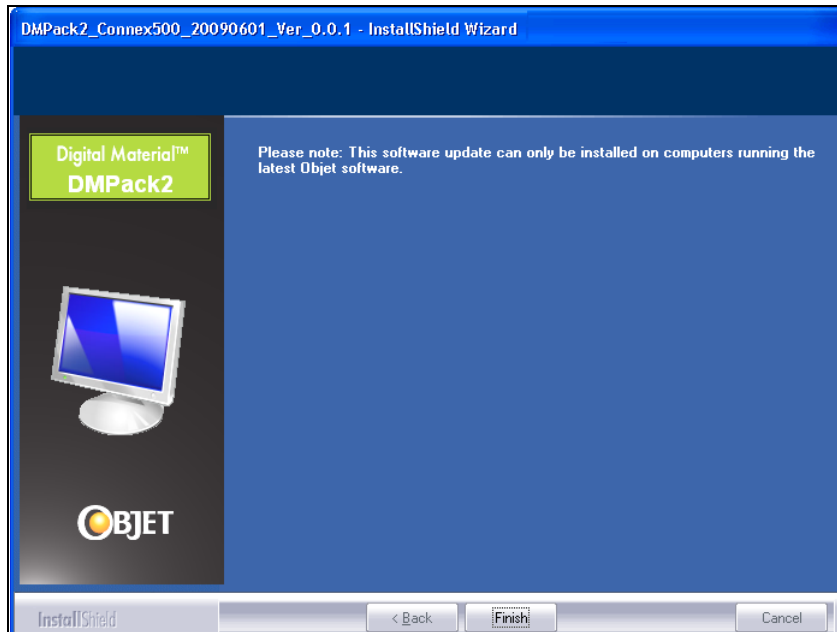 DMPack2_Connex500_20090601_Ver_0.0.1 - InstallShield Wizard
Digital Material™
DMPack2
Please note: This software update can only be installed on computers running the
latest Objet software.
OBJET
InstallShield
< Back
Finish
Cancel